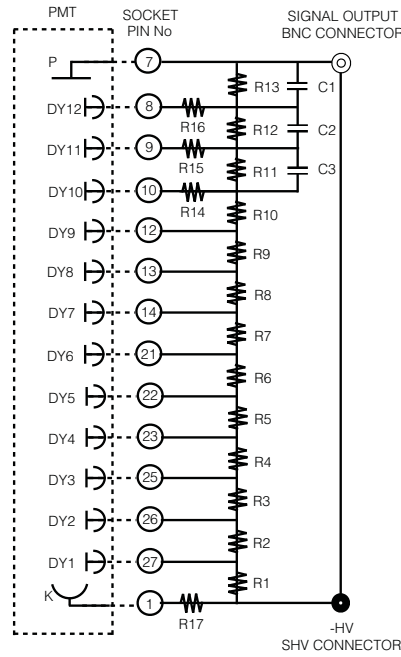 PMT
SOCKET
PIN No
SIGNAL OUTPUT
BNC CONNECTOR
P
7
R13
C1
DY12
8
R16
R12
C2
DY11
9
R15
R11
C3
DY10
10
R14
R10
DY9
12
R9
DY8
13
R8
DY7
14
R7
DY6
21
R6
DY5
22
R5
DY4
23
R4
DY3
25
R3
DY2
26
R2
DY1
27
R1
K
1
R17
-HV
SHV CONNECTOR